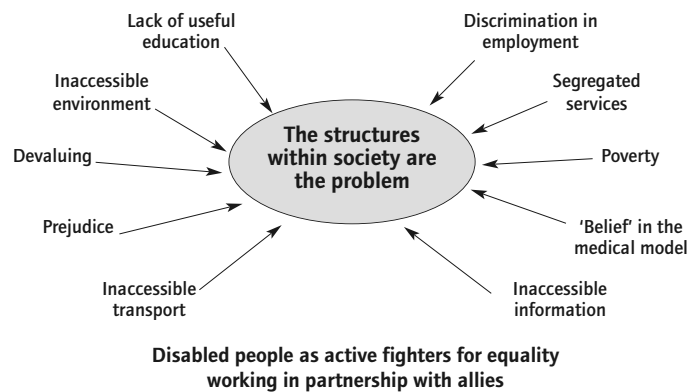 Lack of useful
education
Discrimination in
employment
Inaccessible
environment
Segregated
services
The structures
within society are
the problem
Devaluing
Poverty
Prejudice
‘Belief’ in the
medical model
Inaccessible
transport
Inaccessible
information
Disabled people as active fighters for equality
working in partnership with allies